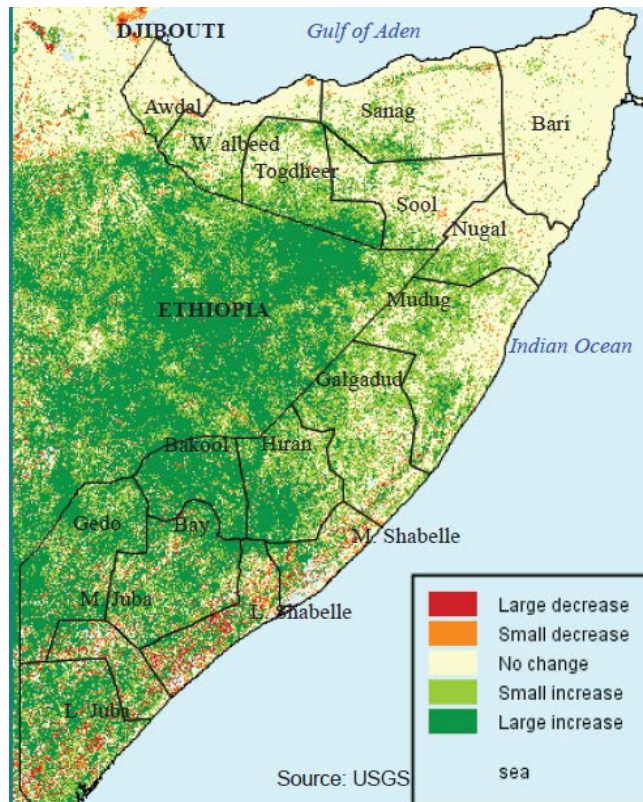 DJIBOUTI
Gulf of Aden
Awdal
Sanag
Bari
W. albeed
Togdheer
Sool
Nugal
Mudug
ETHIOPIA
Indian Ocean
Galgadud
Bakool
Hiran
Gedo
Bay
M. Shabelle
M. Juba
L. Shabelle
L. Juba
Large decrease
Small decrease
No change
Small increase
Large increase
sea
Source: USGS